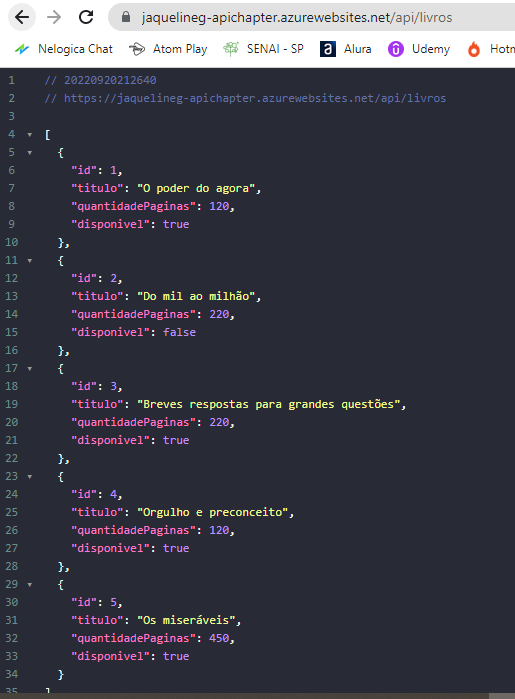 jaquelineg-apichapter.azurewebsites.net/api/livros
Nelogica Chat Atom Play SENAI - SP Alura Udemy Hotm
1 // 20220920212640
2 // https://jaquelineg-apichapter.azurewebsites.net/api/livros
3
4 [
5 {
6 "id": 1,
7 "titulo": "O poder do agora",
8 "quantidadePaginas": 120,
9 "disponivel": true
10 },
11 {
12 "id": 2,
13 "titulo": "Do mil ao milhão",
14 "quantidadePaginas": 220,
15 "disponivel": false
16 },
17 {
18 "id": 3,
19 "titulo": "Breves respostas para grandes questões",
20 "quantidadePaginas": 220,
21 "disponivel": true
22 },
23 {
24 "id": 4,
25 "titulo": "Orgulho e preconceito",
26 "quantidadePaginas": 120,
27 "disponivel": true
28 },
29 {
30 "id": 5,
31 "titulo": "Os miseráveis",
32 "quantidadePaginas": 450,
33 "disponivel": true
34 }
35 ]